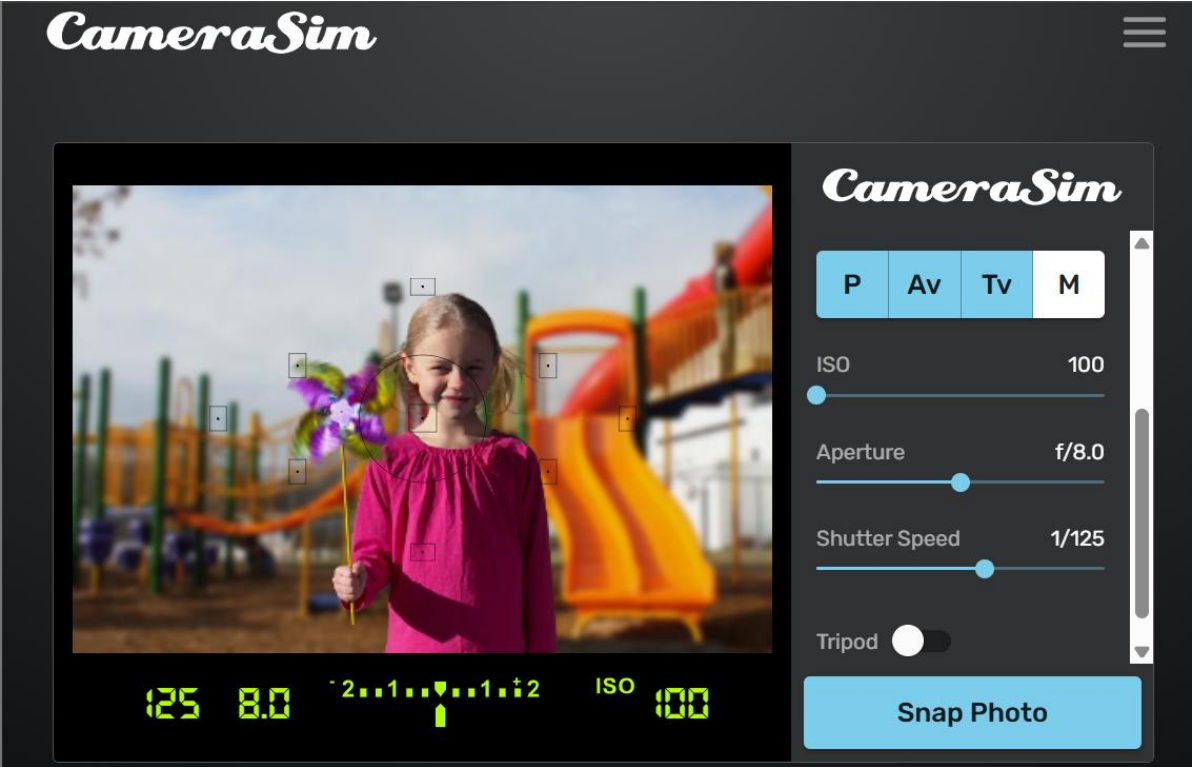 CameraSim
CameraSim
P Av Tv M
ISO 100
Aperture f/8.0
Shutter Speed 1/125
Tripod
125 8.0 -2..1..▼..1..+2 ISO 100
Snap Photo